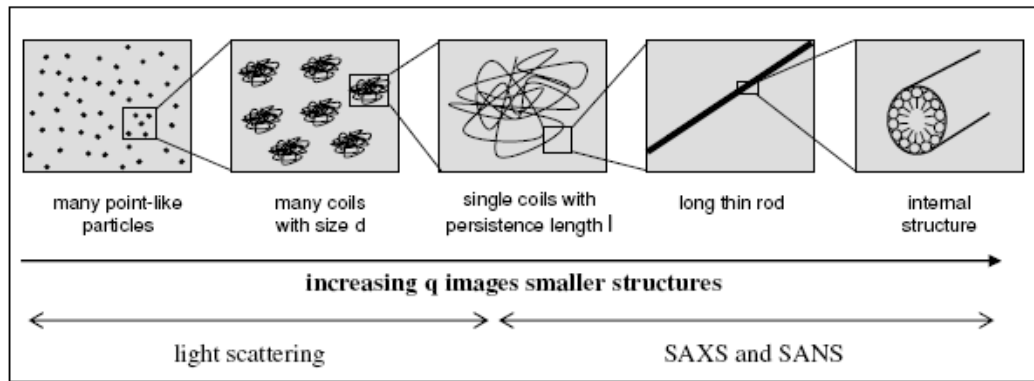 many point-like
particles
many coils
with size d
single coils with
persistence length l
long thin rod
internal
structure
increasing q images smaller structures
light scattering
SAXS and SANS